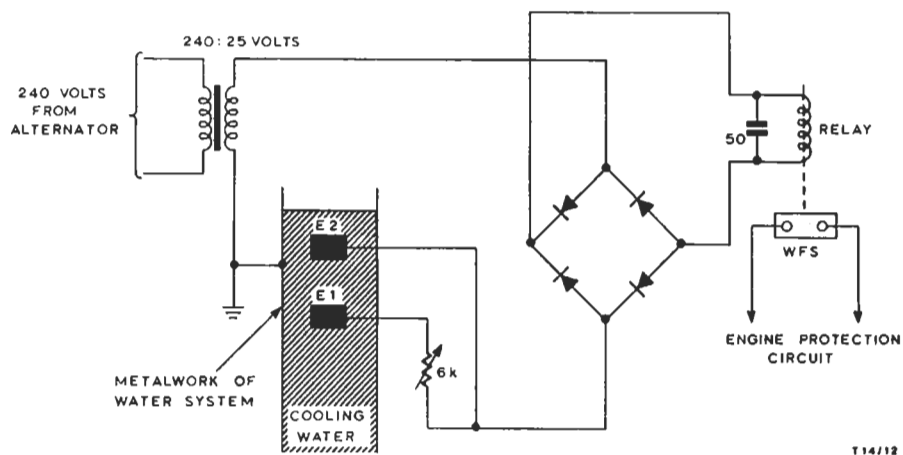 240:25 VOLTS
240 VOLTS
FROM
ALTERNATOR
50
RELAY
E2
WFS
E1
ENGINE PROTECTION
CIRCUIT
6k
METALWORK OF
WATER SYSTEM
COOLING
WATER
T14/12